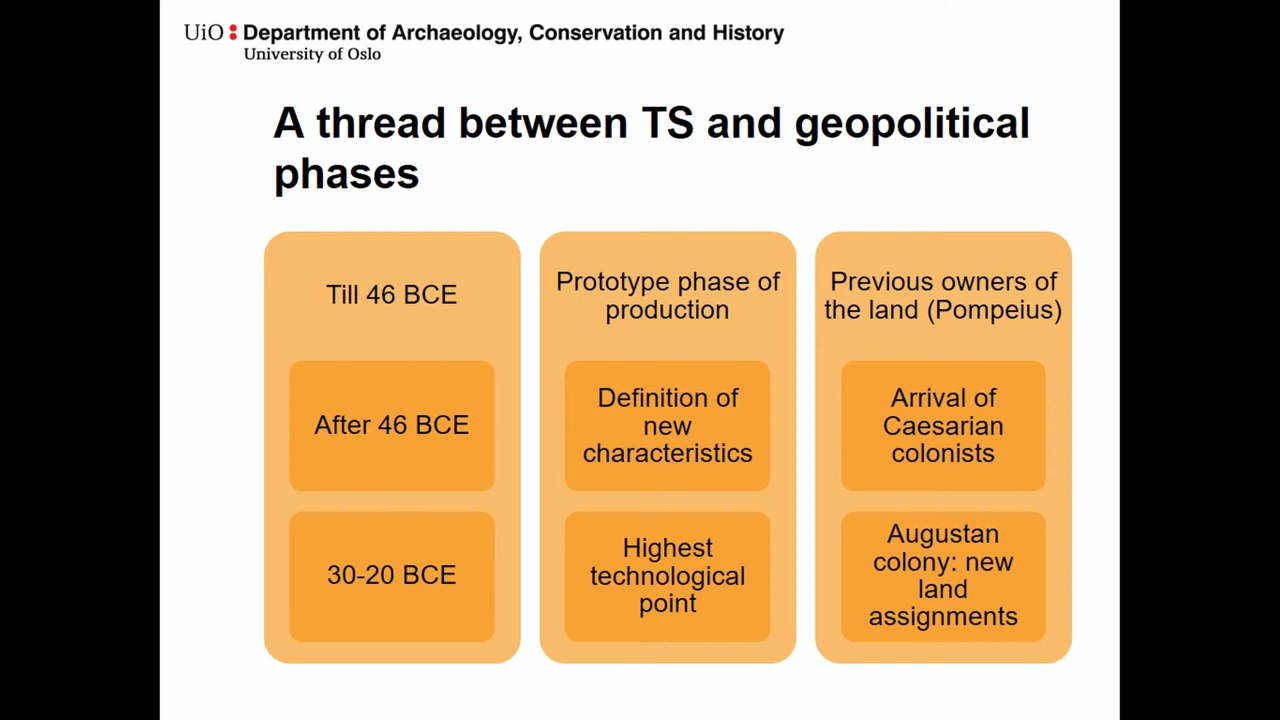 UiO Department of Archaeology, Conservation and History
University of Oslo
A thread between TS and geopolitical
phases
Till 46 BCE
Prototype phase of
production
Previous owners of
the land (Pompeius)
After 46 BCE
Definition of
new
characteristics
Arrival of
Caesarian
colonists
30-20 BCE
Highest
technological
point
Augustan
colony: new
land
assignments